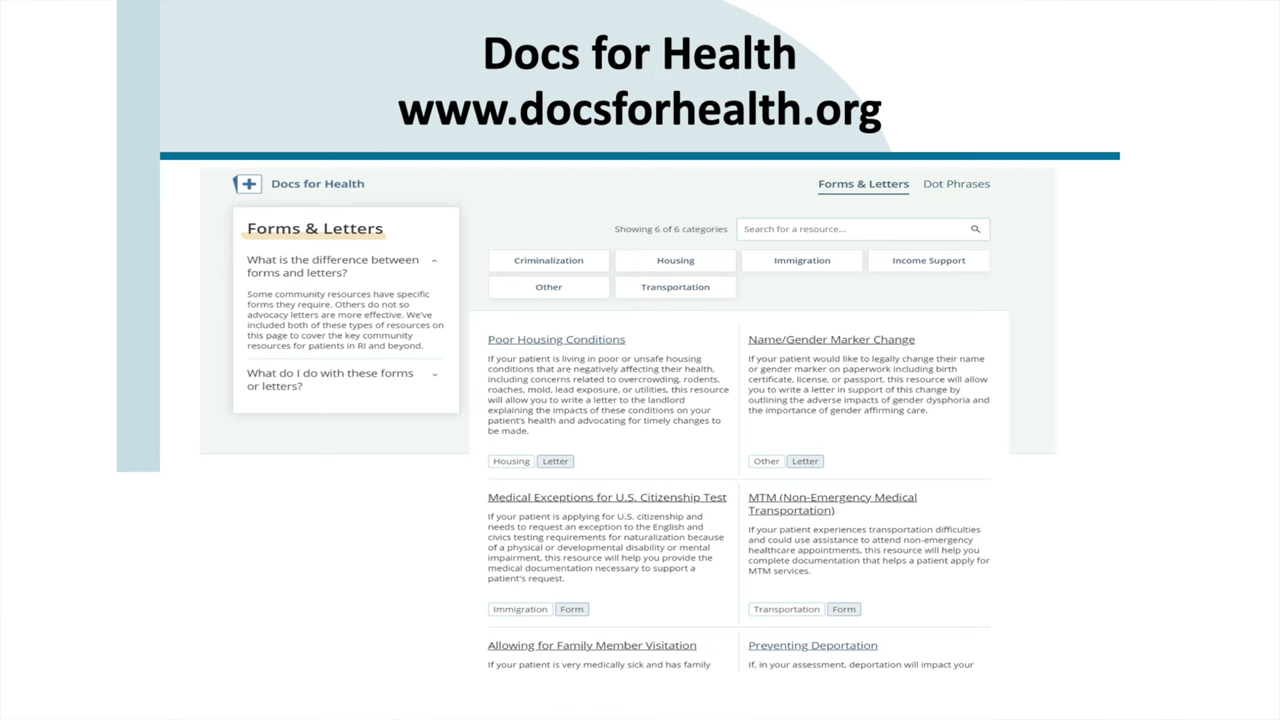 Docs for Health
www.docsforhealth.org
Docs for Health
Forms & Letters
Dot Phrases
Forms & Letters
What is the difference between
forms and letters?
Some community resources have specific
forms they require. Others do not so
advocacy letters are more effective. We've
included both of these types of resources on
this page to cover the key community
resources for patients in RI and beyond.
What do I do with these forms
or letters?
Showing 6 of 6 categories
Search for a resource...
Criminalization
Housing
Immigration
Income Support
Other
Transportation
Poor Housing Conditions
If your patient is living in poor or unsafe housing
conditions that are negatively affecting their health,
including concerns related to overcrowding, rodents,
roaches, mold, lead exposure, or utilities, this resource
will allow you to write a letter to the landlord
explaining the impacts of these conditions on your
patient's health and advocating for timely changes to
be made.
Housing
Letter
Name/Gender Marker Change
If your patient would like to legally change their name
or gender marker on paperwork including birth
certificate, license, or passport, this resource will allow
you to write a letter in support of this change by
outlining the adverse impacts of gender dysphoria and
the importance of gender affirming care.
Other
Letter
Medical Exceptions for U.S. Citizenship Test
If your patient is applying for U.S. citizenship and
needs to request an exception to the English and
civics testing requirements for naturalization because
of a physical or developmental disability or mental
impairment, this resource will help you provide the
medical documentation necessary to support a
patient's request.
Immigration
Form
MTM (Non-Emergency Medical
Transportation)
If your patient experiences transportation difficulties
and could use assistance to attend non-emergency
healthcare appointments, this resource will help you
complete documentation that helps a patient apply for
MTM services.
Transportation
Form
Allowing for Family Member Visitation
If your patient is very medically sick and has family
Preventing Deportation
If, in your assessment, deportation will impact your